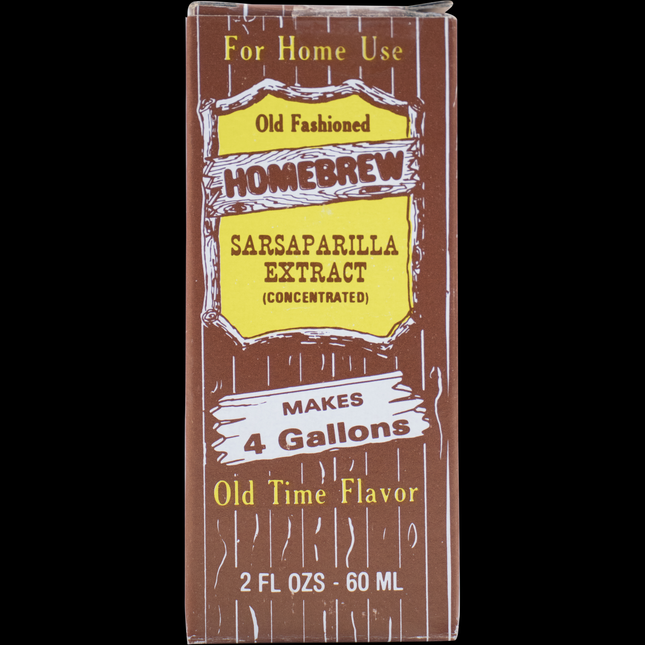 For Home Use
Old Fashioned
HOMEBREW
SARSAPARILLA
EXTRACT
(CONCENTRATED)
MAKES
4 Gallons
Old Time Flavor
2 FL OZS - 60 ML